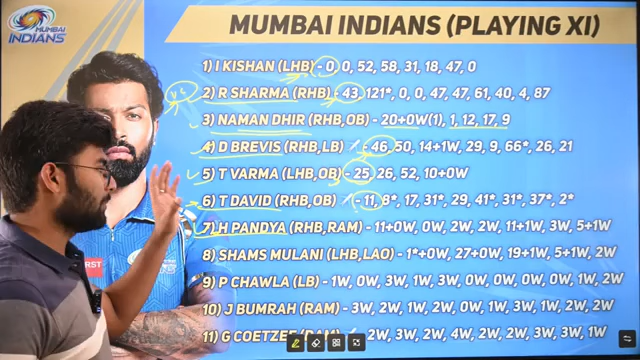 MUMBAI
INDIANS
MUMBAI INDIANS (PLAYING XI)
1) I KISHAN (LHB) - 0, 0, 52, 58, 31, 18, 47, 0
V.C
2) R SHARMA (RHB) - 43, 121*, 0, 0, 47, 47, 61, 40, 4, 87
3) NAMAN DHIR (RHB,OB) - 20+0W(1), 1, 12, 17, 9
4) D BREVIS (RHB,LB) - 46, 50, 14+1W, 29, 9, 66*, 26, 21
5) T VARMA (LHB,OB) - 25, 26, 52, 10+0W
6) T DAVID (RHB,OB) - 11, 8*, 17, 31*, 29, 41*, 31*, 37*, 2*
7) H PANDYA (RHB,RAM) - 11+0W, 0W, 2W, 2W, 11+1W, 3W, 5+1W
8) SHAMS MULANI (LHB,LAO) - 1*+0W, 27+0W, 19+1W, 5+1W, 2W
9) P CHAWLA (LB) - 1W, 0W, 3W, 1W, 3W, 0W, 0W, 0W, 0W, 1W, 2W
10) J BUMRAH (RAM) - 3W, 2W, 1W, 2W, 0W, 1W, 3W, 1W, 2W, 2W
11) G COETZEE (RAM) - 2W, 3W, 2W, 4W, 2W, 2W, 3W, 3W, 1W